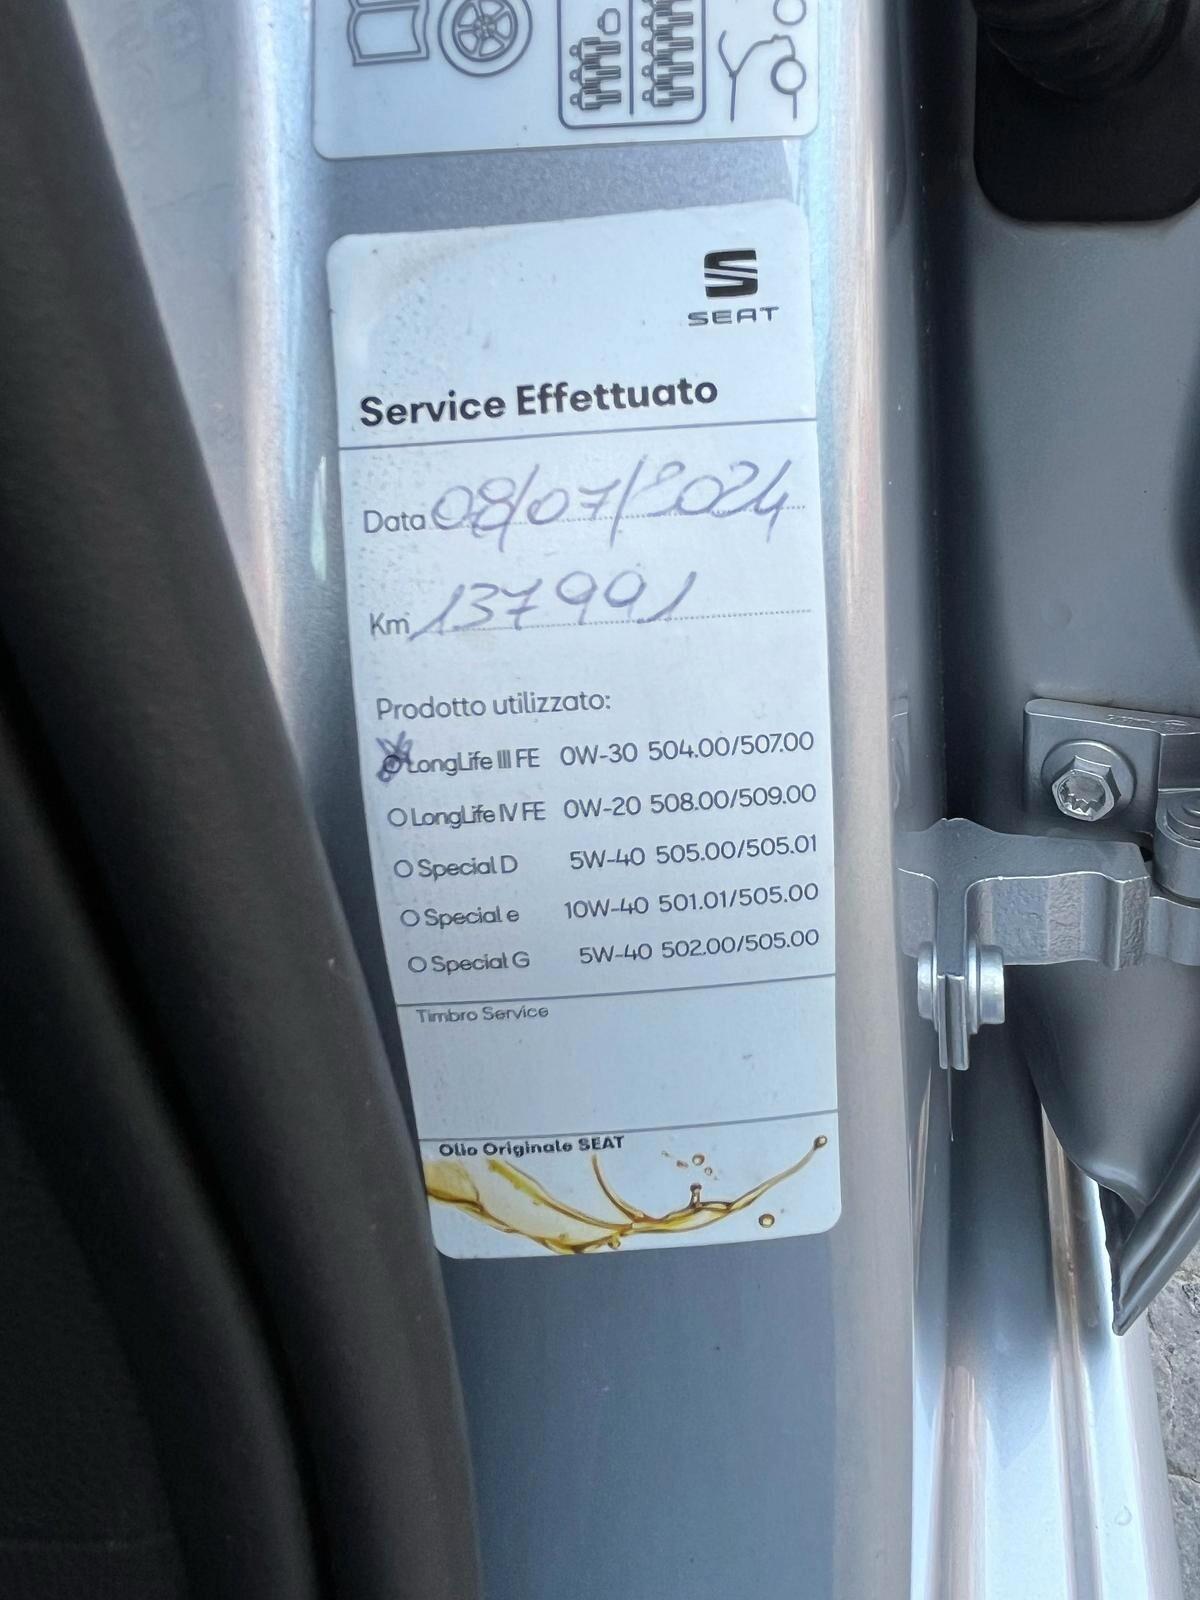 SEAT
Service Effettuato
Data 08/07/2024
Km 137991
Prodotto utilizzato:
LongLife III FE 0W-30 504.00/507.00
LongLife IV FE 0W-20 508.00/509.00
Special D 5W-40 505.00/505.01
Special e 10W-40 501.01/505.00
Special G 5W-40 502.00/505.00
Timbro Service
Olio Originale SEAT